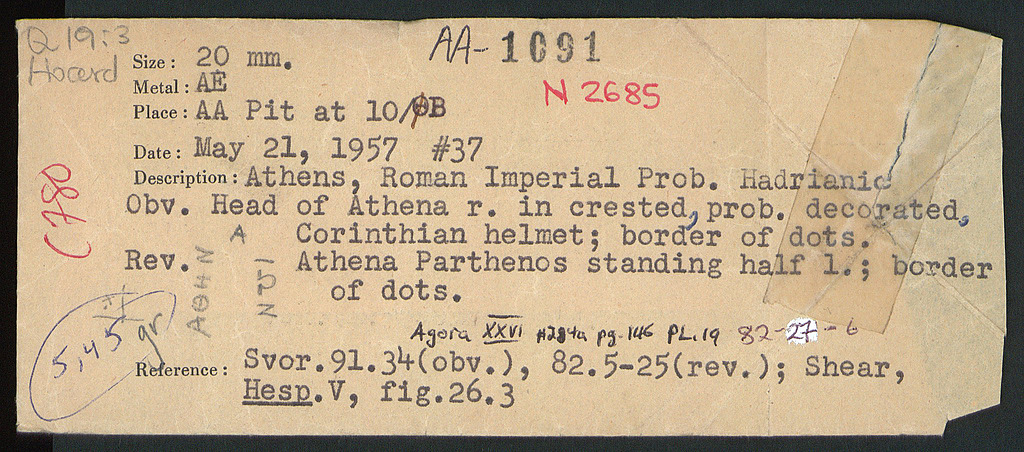 Q 19:3
Hoard
AA- 1091
N 2685
Size: 20 mm.
Metal: AE
Place: AA Pit at 10/ΘB
Date: May 21, 1957 #37
Description: Athens, Roman Imperial Prob. Hadrianic
Obv. Head of Athena r. in crested, prob. decorated,
Corinthian helmet; border of dots.
Rev. Athena Parthenos standing half l.; border
of dots.
ΑΘΗΝ
Α
(780
5,45 gr
Agora XXVI #284a pg. 146 PL. 19 82-27-6
Reference: Svor.91.34(obv.), 82.5-25(rev.); Shear,
Hesp.V, fig.26.3